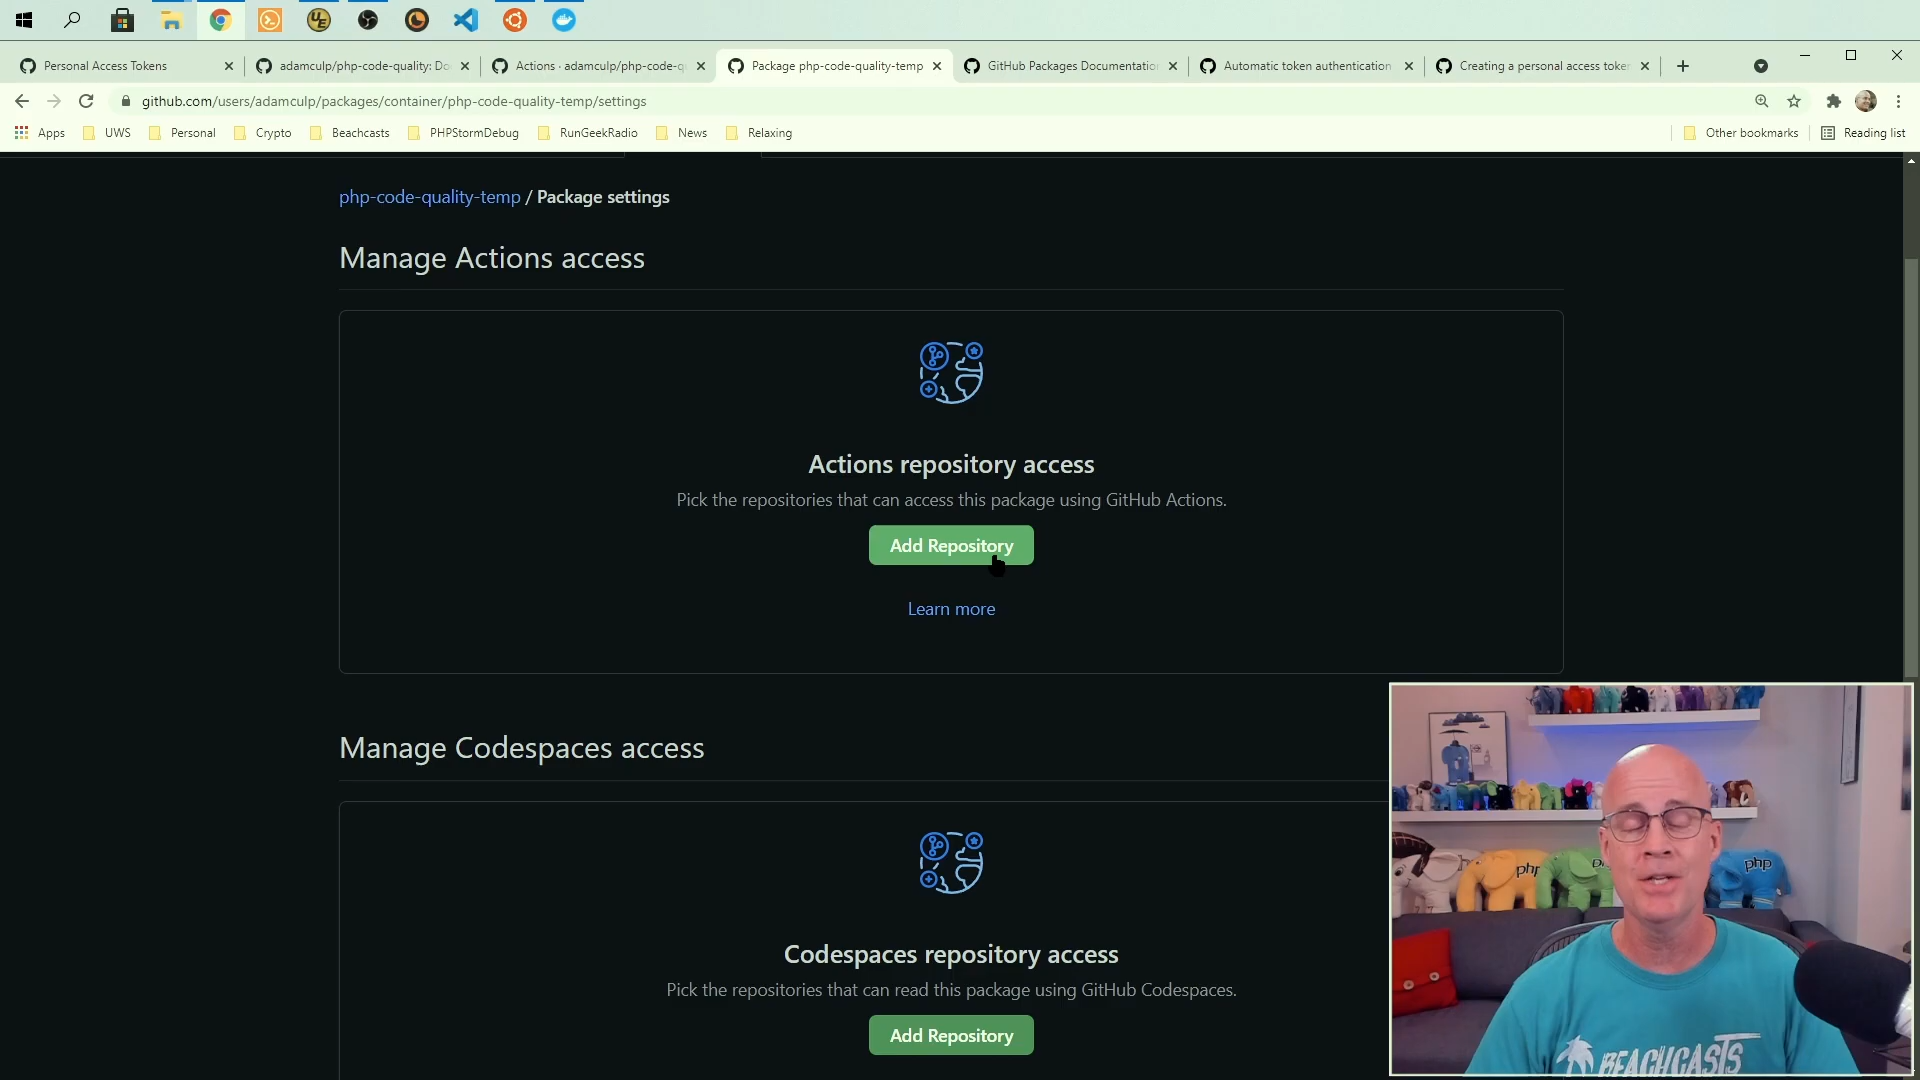 Personal Access Tokens
adamculp/php-code-quality: Do
Actions · adamculp/php-code-q
Package php-code-quality-temp
GitHub Packages Documentation
Automatic token authentication
Creating a personal access token
github.com/users/adamculp/packages/container/php-code-quality-temp/settings
Apps
UWS
Personal
Crypto
Beachcasts
PHPStormDebug
RunGeekRadio
News
Relaxing
Other bookmarks
Reading list
php-code-quality-temp / Package settings
Manage Actions access
Actions repository access
Pick the repositories that can access this package using GitHub Actions.
Add Repository
Learn more
Manage Codespaces access
Codespaces repository access
Pick the repositories that can read this package using GitHub Codespaces.
Add Repository
php
php
BEACHCASTS